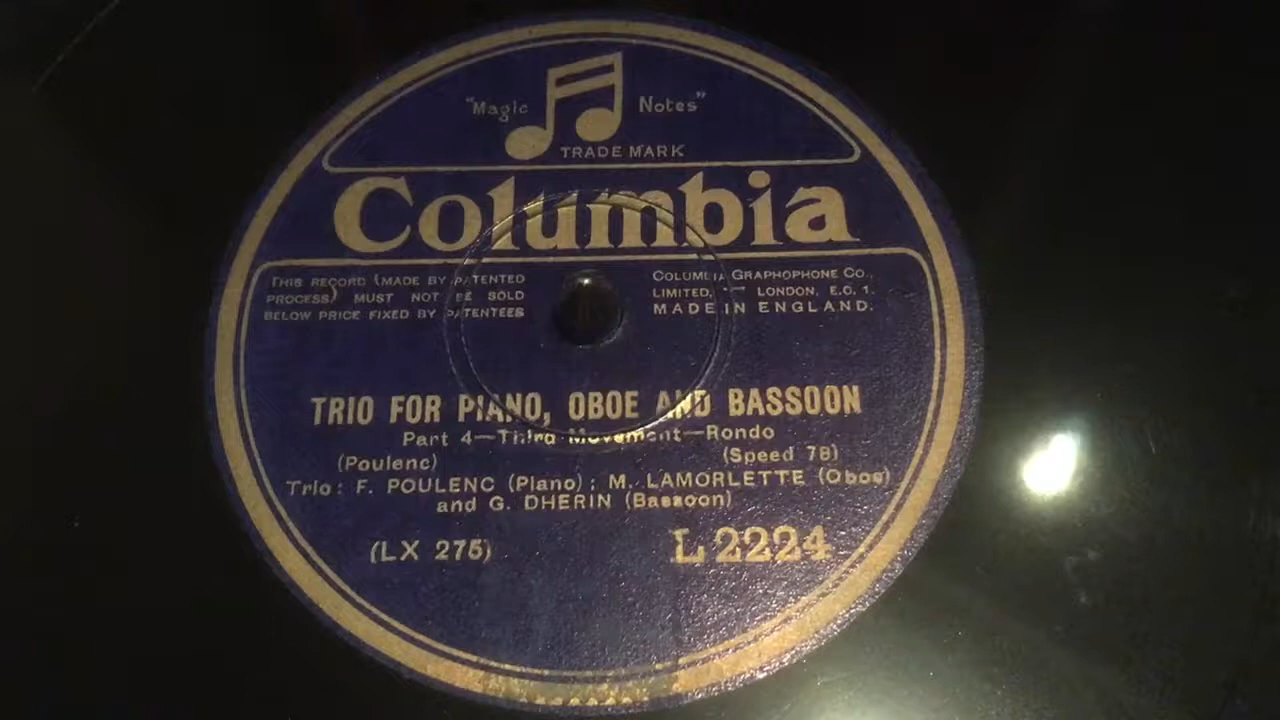 "Magic Notes"
TRADE MARK
Columbia
THIS RECORD (MADE BY PATENTED
PROCESS) MUST NOT BE SOLD
BELOW PRICE FIXED BY PATENTEES
COLUMBIA GRAPHOPHONE CO.,
LIMITED, LONDON, E.C. 1.
MADE IN ENGLAND.
TRIO FOR PIANO, OBOE AND BASSOON
Part 4—Third Movement—Rondo
(Poulenc) (Speed 78)
Trio: F. POULENC (Piano); M. LAMORLETTE (Oboe)
and G. DHERIN (Bassoon)
(LX 275) L 2224